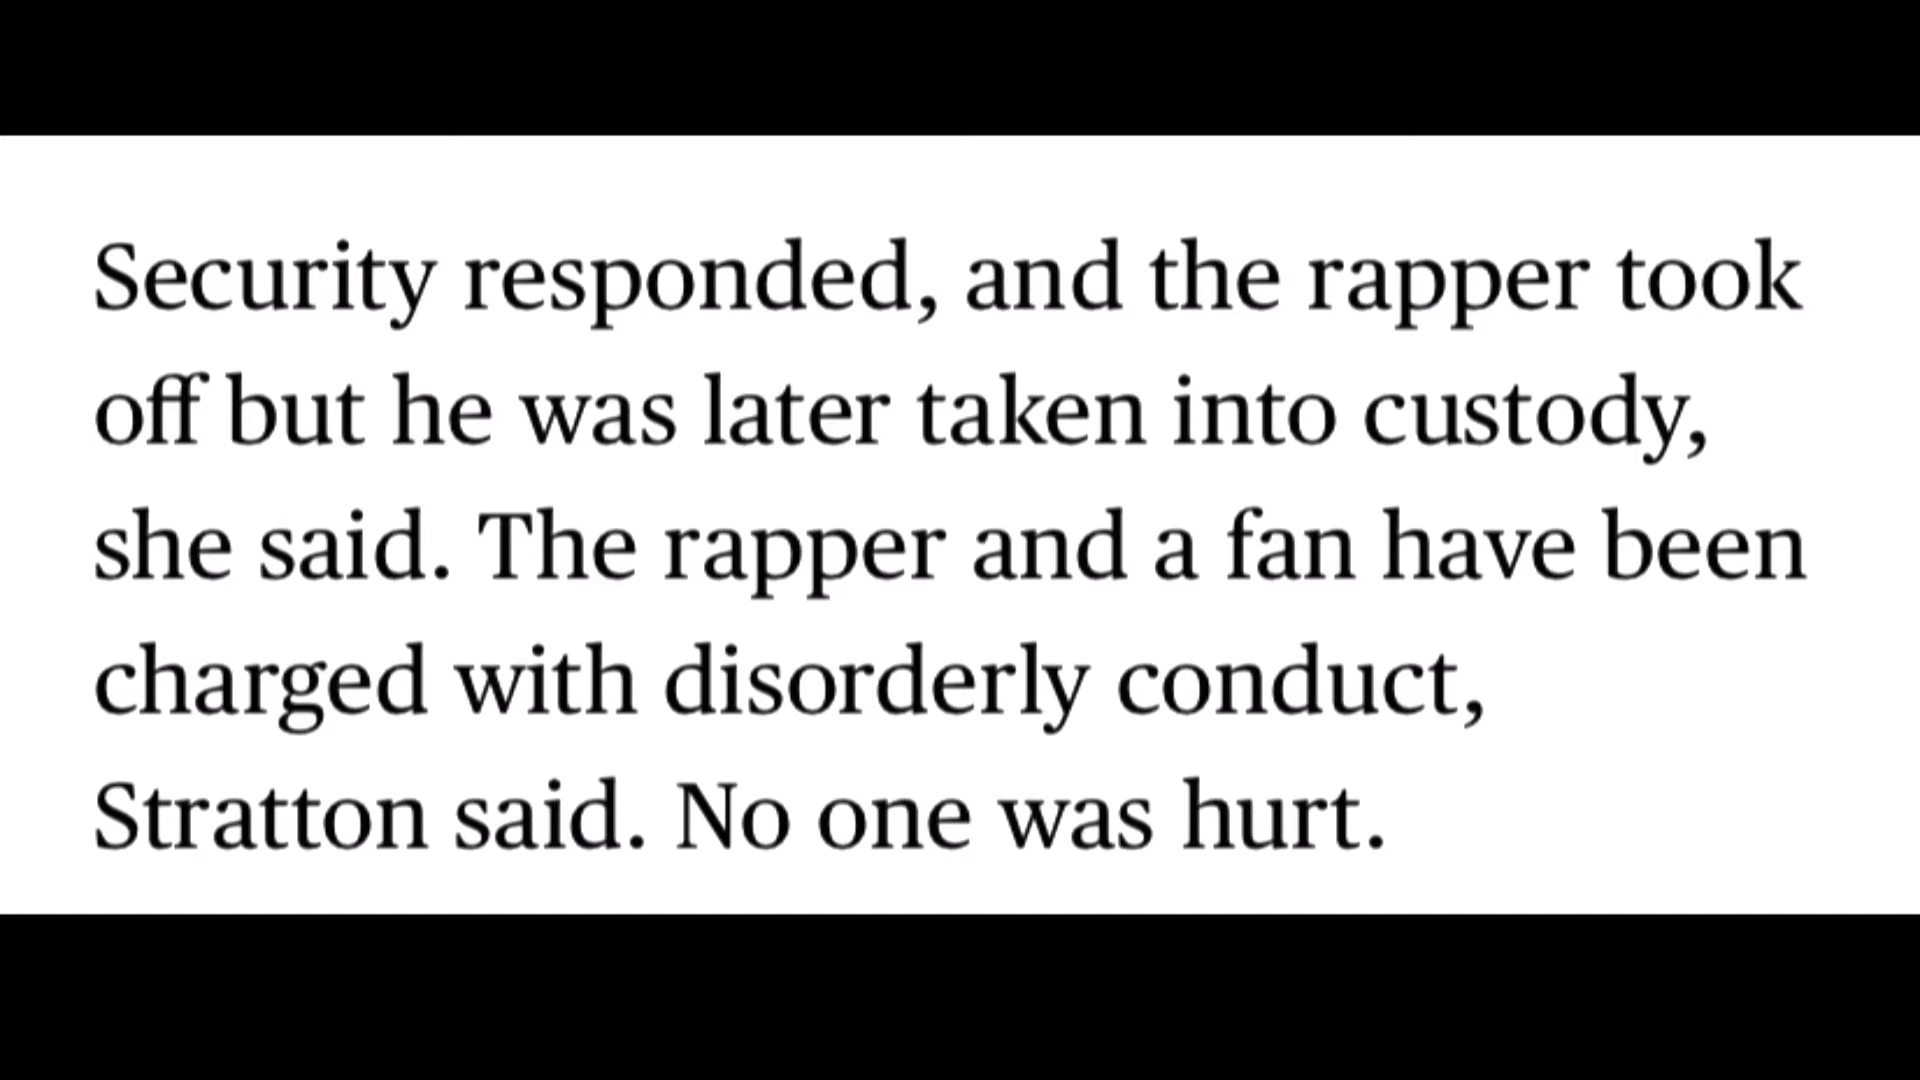 Security responded, and the rapper took
off but he was later taken into custody,
she said. The rapper and a fan have been
charged with disorderly conduct,
Stratton said. No one was hurt.